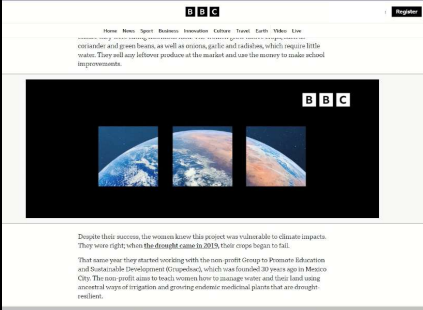 BBC
Register
Home News Sport Business Innovation Culture Travel Earth Video Live
coriander and green beans, as well as onions, garlic and radishes, which require little
water. They sell any leftover produce at the market and use the money to make school
improvements.
BBC
Despite their success, the women knew this project was vulnerable to climate impacts.
They were right; when the drought came in 2019, their crops began to fail.
That same year they started working with the non-profit Group to Promote Education
and Sustainable Development (Grupedsac), which was founded 30 years ago in Mexico
City. The non-profit aims to teach women how to manage water and their land using
ancestral ways of irrigation and growing endemic medicinal plants that are drought-
resilient.